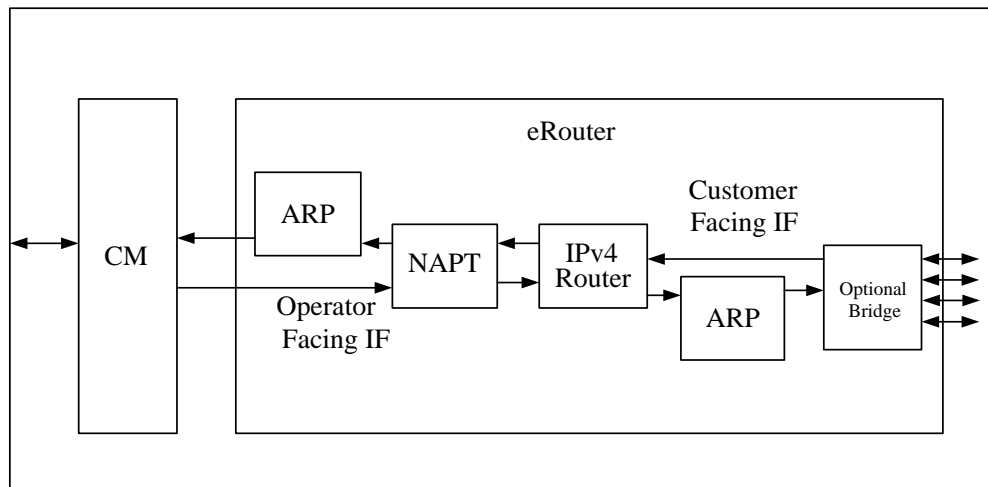 eRouter
Customer
Facing IF
ARP
CM
NAPT
IPv4
Router
Optional
Bridge
Operator
Facing IF
ARP